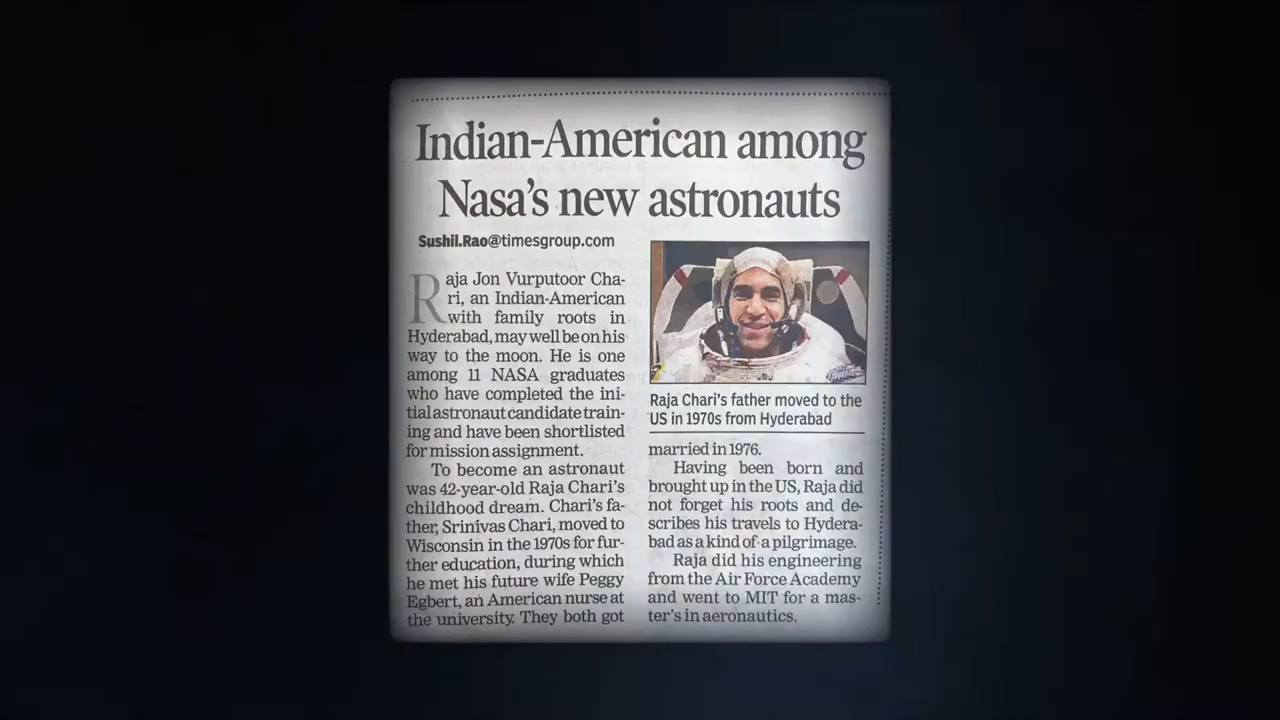 Indian-American among
Nasa's new astronauts
Sushil.Rao@timesgroup.com
Raja Jon Vurputoor Cha-
ri, an Indian-American
with family roots in
Hyderabad, may well be on his
way to the moon. He is one
among 11 NASA graduates
who have completed the ini-
tial astronaut candidate train-
ing and have been shortlisted
for mission assignment.
To become an astronaut
was 42-year-old Raja Chari's
childhood dream. Chari's fa-
ther, Srinivas Chari, moved to
Wisconsin in the 1970s for fur-
ther education, during which
he met his future wife Peggy
Egbert, an American nurse at
the university. They both got
Raja Chari's father moved to the
US in 1970s from Hyderabad
married in 1976.
Having been born and
brought up in the US, Raja did
not forget his roots and de-
scribes his travels to Hydera-
bad as a kind of a pilgrimage.
Raja did his engineering
from the Air Force Academy
and went to MIT for a mas-
ter's in aeronautics.